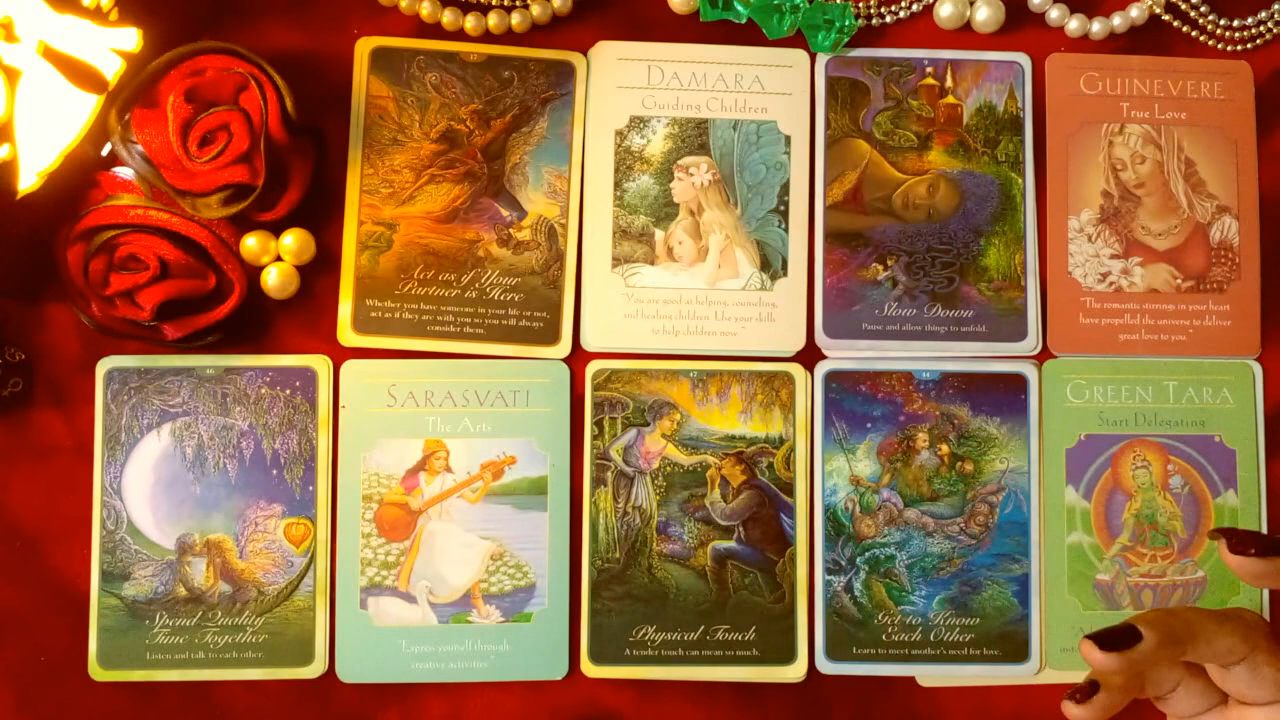 17
Act as if Your
Partner is Here
Whether you have someone in your life or not,
act as if they are with you so you will always
consider them.
DAMARA
Guiding Children
"You are good at helping, counseling,
and healing children. Use your skills
to help children now."
9
Slow Down
Pause and allow things to unfold.
GUINEVERE
True Love
"The romantic stirrings in your heart
have propelled the universe to deliver
great love to you."
46
Spend Quality
Time Together
Listen and talk to each other.
SARASVATI
The Arts
"Express yourself through
creative activities."
47
Physical Touch
A tender touch can mean so much.
44
Get to Know
Each Other
Learn to meet another's need for love.
GREEN TARA
Start Delegating